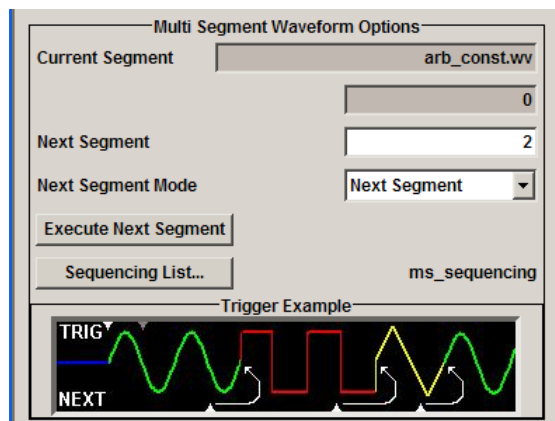 Multi Segment Waveform Options
Current Segment arb_const.wv
0
Next Segment 2
Next Segment Mode Next Segment
Execute Next Segment
Sequencing List... ms_sequencing
Trigger Example
TRIG
NEXT